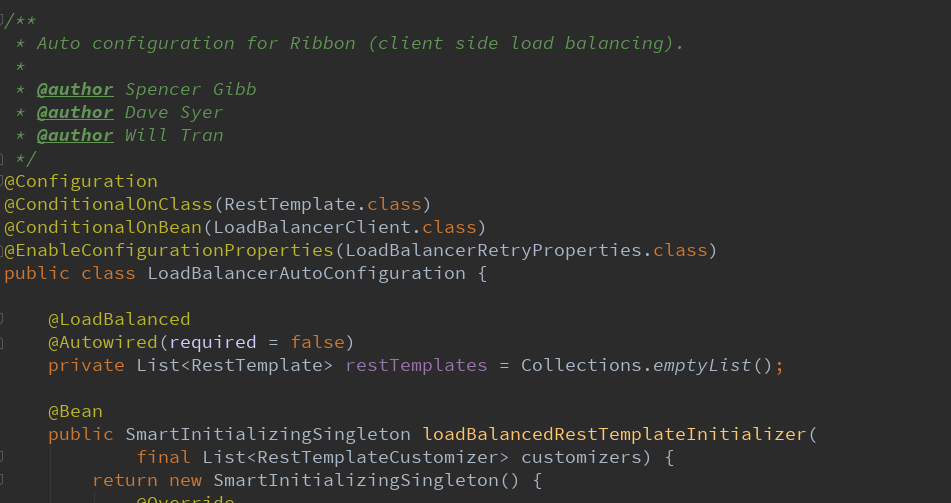 /**
 * Auto configuration for Ribbon (client side load balancing).
 *
 * @author Spencer Gibb
 * @author Dave Syer
 * @author Will Tran
 */
@Configuration
@ConditionalOnClass(RestTemplate.class)
@ConditionalOnBean(LoadBalancerClient.class)
@EnableConfigurationProperties(LoadBalancerRetryProperties.class)
public class LoadBalancerAutoConfiguration {

    @LoadBalanced
    @Autowired(required = false)
    private List<RestTemplate> restTemplates = Collections.emptyList();

    @Bean
    public SmartInitializingSingleton loadBalancedRestTemplateInitializer(
            final List<RestTemplateCustomizer> customizers) {
        return new SmartInitializingSingleton() {
            @Override